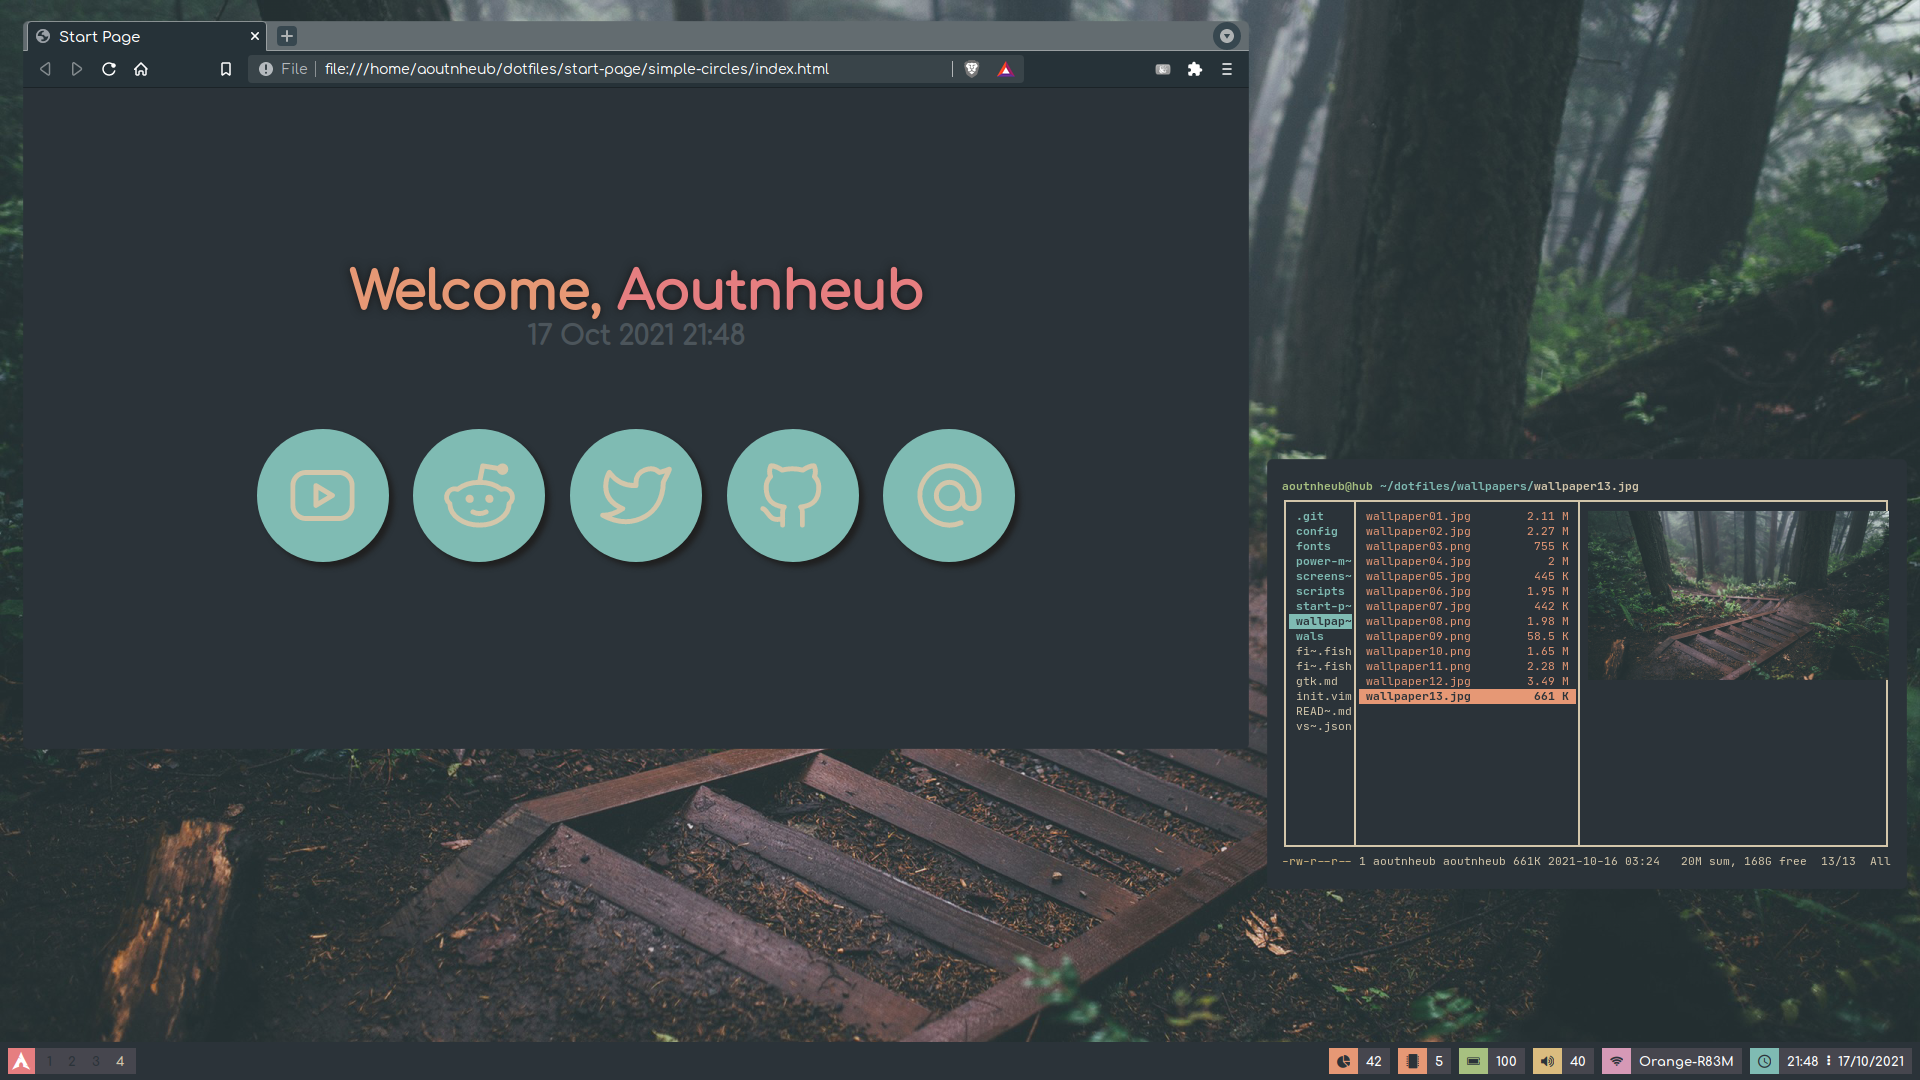 Start Page
File file:///home/aoutnheub/dotfiles/start-page/simple-circles/index.html
Welcome, Aoutnheub
17 Oct 2021 21:48
aoutnheub@hub ~/dotfiles/wallpapers/wallpaper13.jpg
.git wallpaper01.jpg 2.11 M
config wallpaper02.jpg 2.27 M
fonts wallpaper03.png 755 K
power-m~ wallpaper04.jpg 2 M
screens~ wallpaper05.jpg 445 K
scripts wallpaper06.jpg 1.95 M
start-p~ wallpaper07.jpg 442 K
wallpap~ wallpaper08.png 1.98 M
wals wallpaper09.png 58.5 K
fi~.fish wallpaper10.png 1.65 M
fi~.fish wallpaper11.png 2.28 M
gtk.md wallpaper12.jpg 3.49 M
init.vim wallpaper13.jpg 661 K
READ~.md
vs~.json
-rw-r--r-- 1 aoutnheub aoutnheub 661K 2021-10-16 03:24 20M sum, 168G free 13/13 All
1 2 3 4 42 5 100 40 Orange-R83M 21:48 17/10/2021